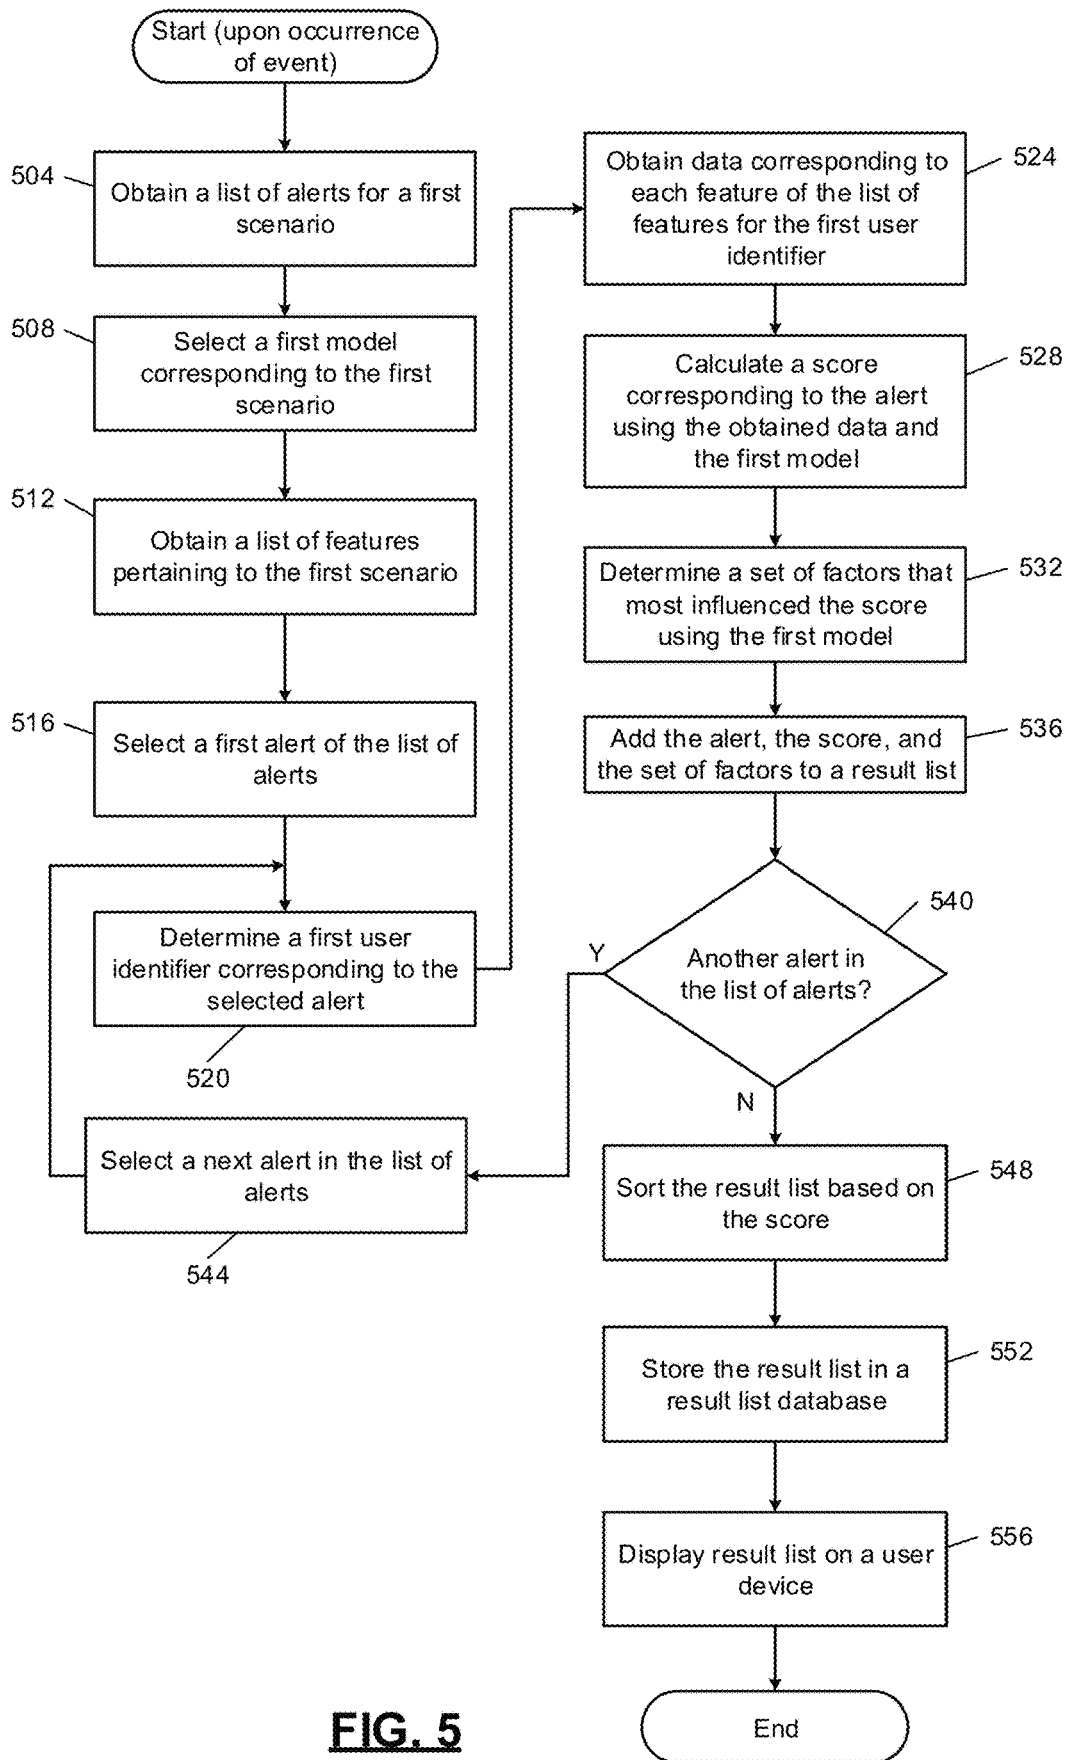 Start (upon occurrence
of event)
504
Obtain a list of alerts for a first
scenario
508
Select a first model
corresponding to the first
scenario
512
Obtain a list of features
pertaining to the first scenario
516
Select a first alert of the list of
alerts
Determine a first user
identifier corresponding to the
selected alert
520
Select a next alert in the list of
alerts
544
Obtain data corresponding to
each feature of the list of
features for the first user
identifier
524
Calculate a score
corresponding to the alert
using the obtained data and
the first model
528
Determine a set of factors that
most influenced the score
using the first model
532
Add the alert, the score, and
the set of factors to a result list
536
540
Another alert in
the list of alerts?
Y
N
Sort the result list based on
the score
548
Store the result list in a
result list database
552
Display result list on a user
device
556
End
FIG. 5